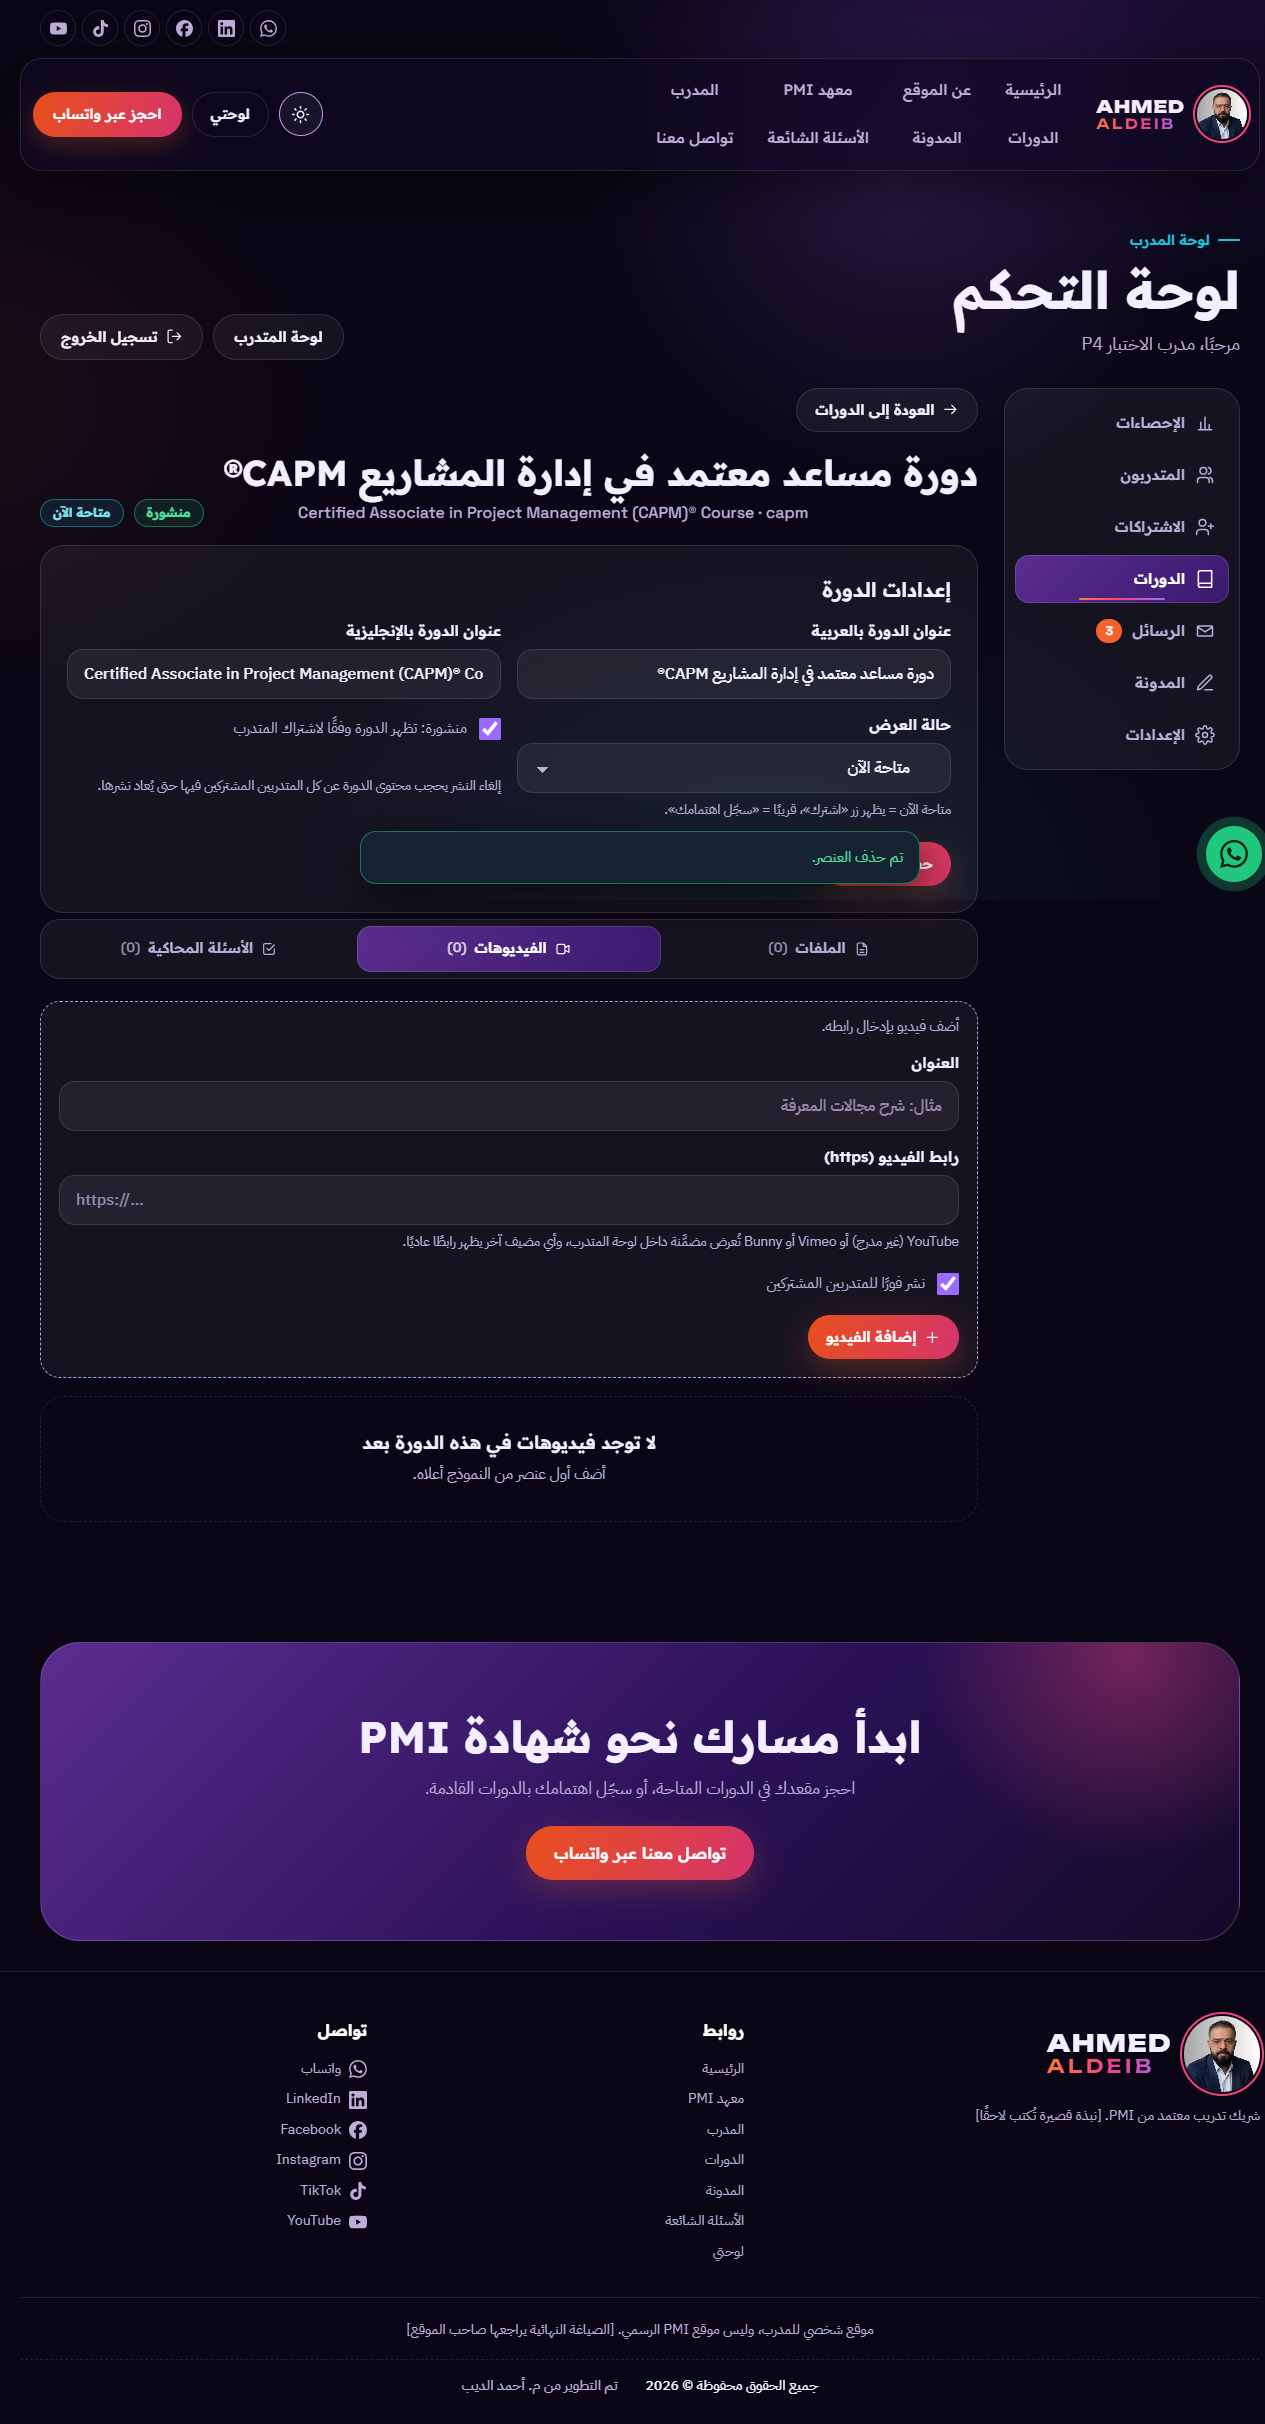 AHMED
ALDEIB
الرئيسية
عن الموقع
معهد PMI
المدرب
الدورات
المدونة
الأسئلة الشائعة
تواصل معنا
لوحتي
احجز عبر واتساب
لوحة المدرب
لوحة التحكم
مرحبًا، مدرب الاختبار P4
لوحة المتدرب
تسجيل الخروج
الإحصاءات
المتدربون
الاشتراكات
الدورات
الرسائل 3
المدونة
الإعدادات
العودة إلى الدورات
دورة مساعد معتمد في إدارة المشاريع CAPM®
Certified Associate in Project Management (CAPM)® Course · capm
منشورة
متاحة الآن
إعدادات الدورة
عنوان الدورة بالعربية
دورة مساعد معتمد في إدارة المشاريع CAPM®
عنوان الدورة بالإنجليزية
Certified Associate in Project Management (CAPM)® Co
حالة العرض
متاحة الآن
متاحة الآن = يظهر زر «اشترك»، قريبًا = «سجّل اهتمامك».
منشورة: تظهر الدورة وفقًا لاشتراك المتدرب
إلغاء النشر يحجب محتوى الدورة عن كل المتدربين المشتركين فيها حتى يُعاد نشرها.
تم حذف العنصر.
الملفات (0)
الفيديوهات (0)
الأسئلة المحاكية (0)
أضف فيديو بإدخال رابطه.
العنوان
مثال: شرح مجالات المعرفة
رابط الفيديو (https)
https://...
YouTube (غير مدرج) أو Vimeo أو Bunny تُعرض مضمَّنة داخل لوحة المتدرب، وأي مضيف آخر يظهر رابطًا عاديًا.
نشر فورًا للمتدربين المشتركين
إضافة الفيديو
لا توجد فيديوهات في هذه الدورة بعد
أضف أول عنصر من النموذج أعلاه.
ابدأ مسارك نحو شهادة PMI
احجز مقعدك في الدورات المتاحة، أو سجّل اهتمامك بالدورات القادمة.
تواصل معنا عبر واتساب
AHMED
ALDEIB
شريك تدريب معتمد من PMI. [نبذة قصيرة تُكتب لاحقًا]
روابط
الرئيسية
معهد PMI
المدرب
الدورات
المدونة
الأسئلة الشائعة
لوحتي
تواصل
واتساب
LinkedIn
Facebook
Instagram
TikTok
YouTube
موقع شخصي للمدرب، وليس موقع PMI الرسمي. [الصياغة النهائية يراجعها صاحب الموقع]
جميع الحقوق محفوظة © 2026
تم التطوير من م. أحمد الديب